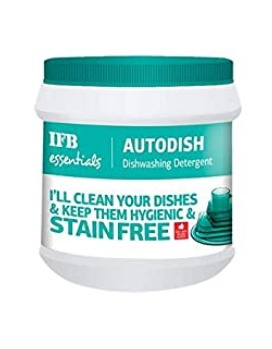 IFB
essentials
AUTODISH
Dishwashing Detergent
I'LL CLEAN YOUR DISHES
& KEEP THEM HYGIENIC &
STAIN FREE